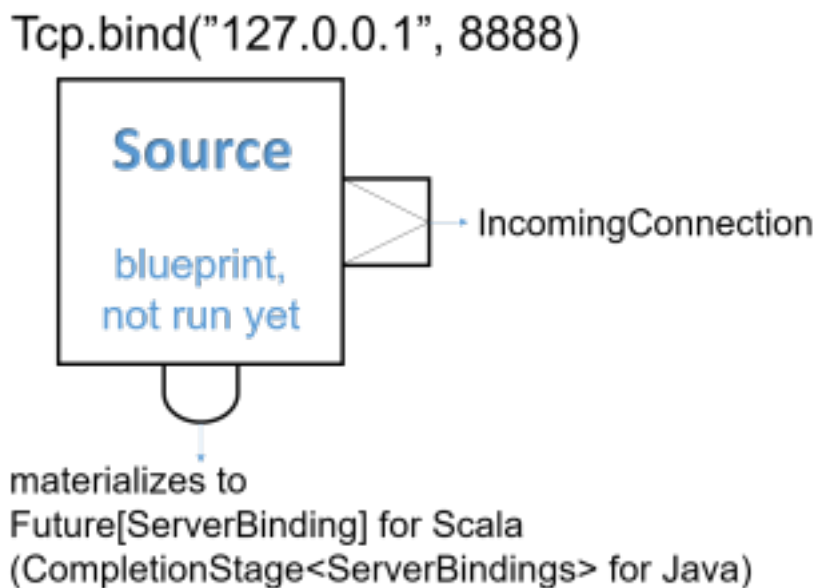 Tcp.bind(”127.0.0.1”, 8888)
Source
blueprint,
not run yet
IncomingConnection
materializes to
Future[ServerBinding] for Scala
(CompletionStage<ServerBindings> for Java)